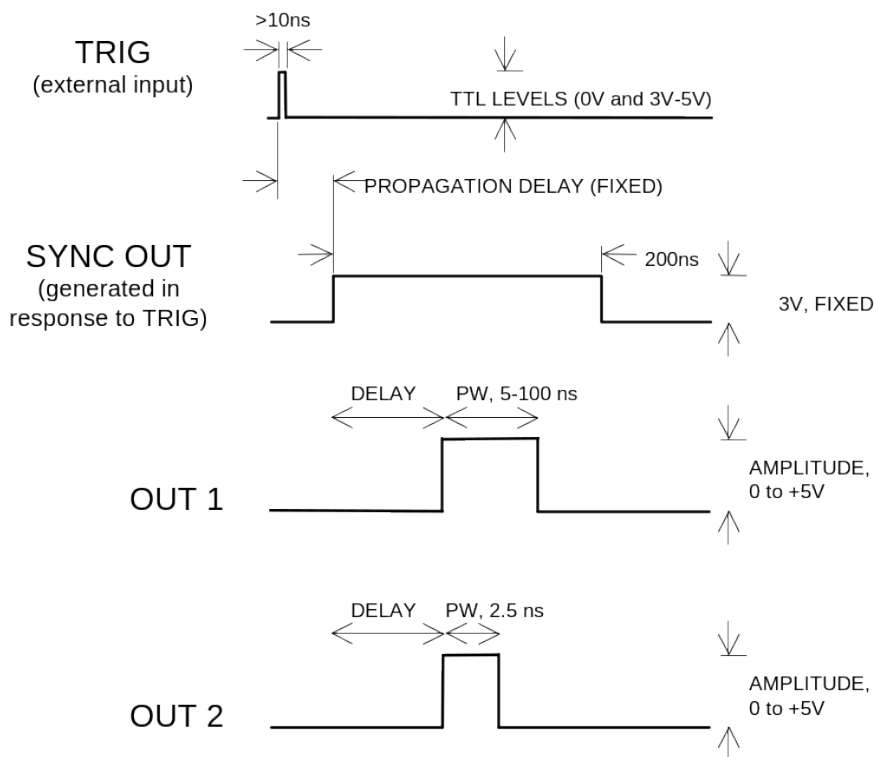 >10ns
TRIG
(external input)
TTL LEVELS (0V and 3V-5V)
PROPAGATION DELAY (FIXED)
SYNC OUT
(generated in
response to TRIG)
200ns
3V, FIXED
DELAY
PW, 5-100 ns
OUT 1
AMPLITUDE,
0 to +5V
DELAY
PW, 2.5 ns
OUT 2
AMPLITUDE,
0 to +5V